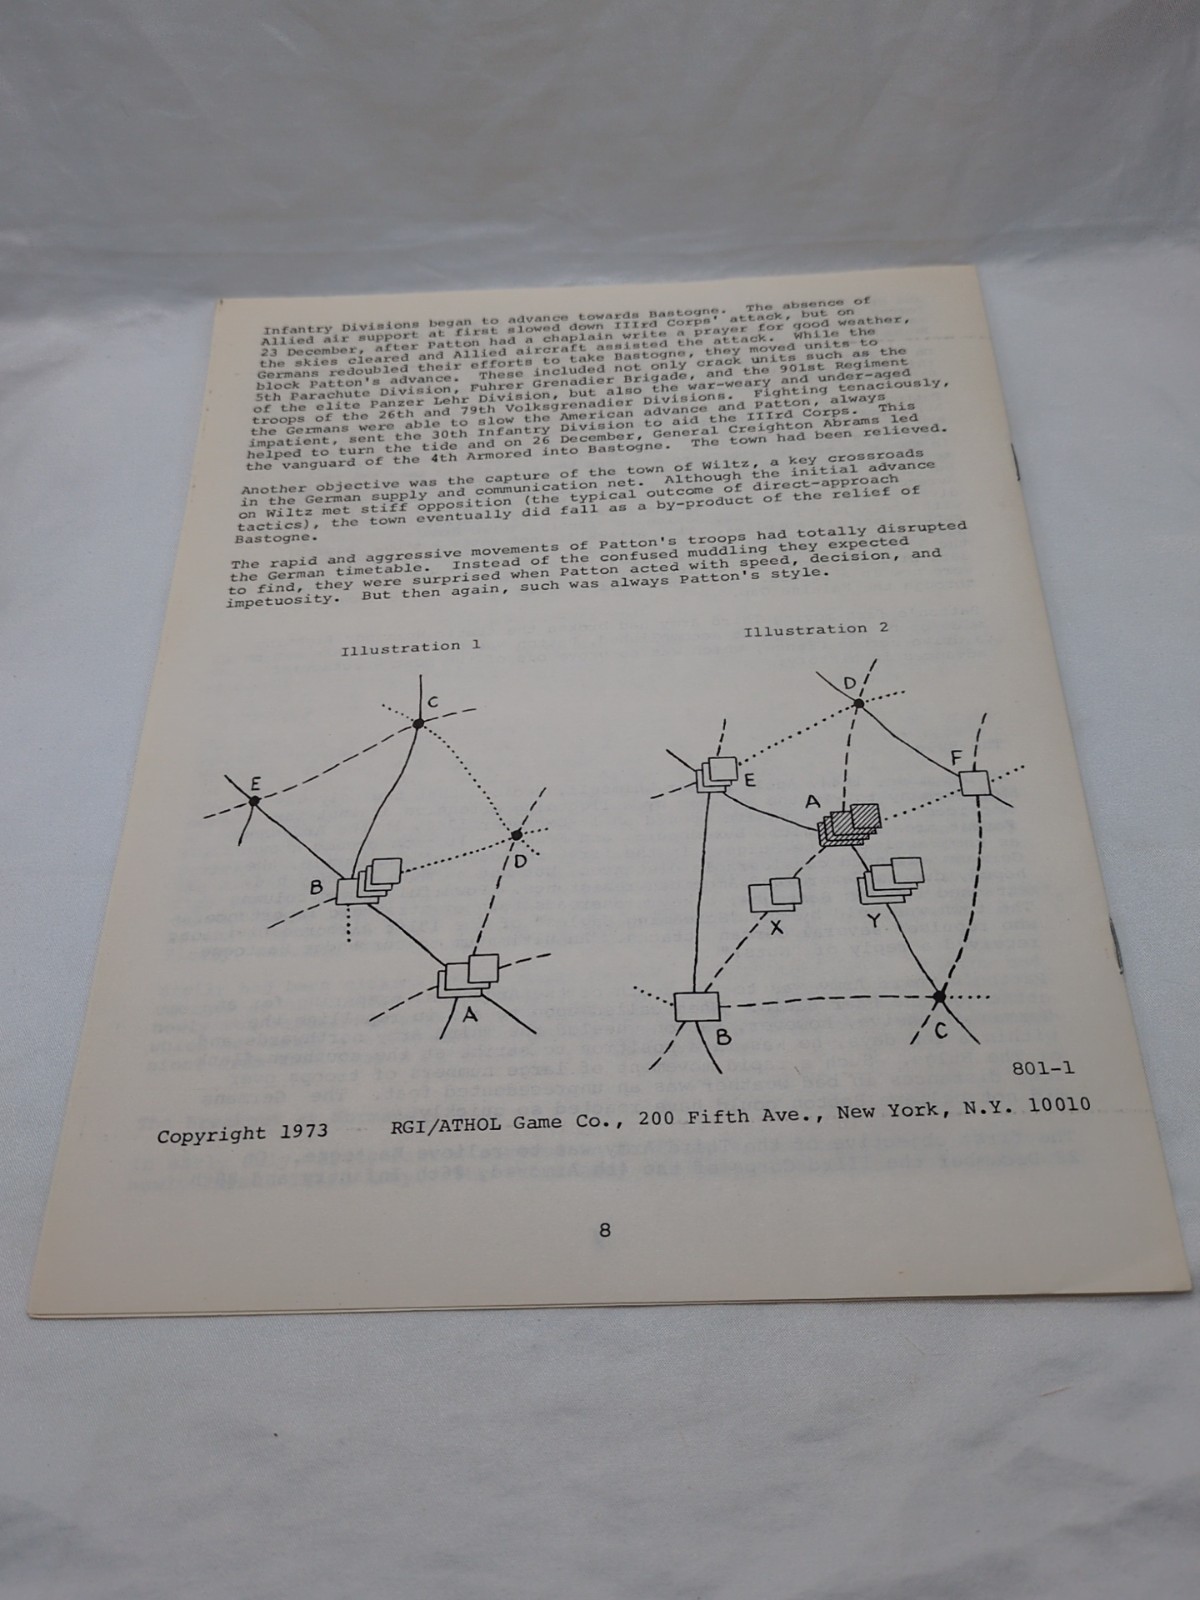 Infantry Divisions began to advance towards Bastogne. The absence of
Allied air support at first slowed down IIIrd Corps' attack, but on
23 December, after Patton had a chaplain write a prayer for good weather,
the skies cleared and Allied aircraft assisted the attack. While the
Germans redoubled their efforts to take Bastogne, they moved units to
block Patton's advance. These included not only crack units such as the
5th Parachute Division, Fuhrer Grenadier Brigade, and the 901st Regiment
of the elite Panzer Lehr Division, but also the war-weary and under-aged
troops of the 26th and 79th Volksgrenadier Divisions. Fighting tenaciously,
the Germans were able to slow the American advance and Patton, always
impatient, sent the 30th Infantry Division to aid the IIIrd Corps. This
helped to turn the tide and on 26 December, General Creighton Abrams led
the vanguard of the 4th Armored into Bastogne. The town had been relieved.
Another objective was the capture of the town of Wiltz, a key crossroads
in the German supply and communication net. Although the initial advance
on Wiltz met stiff opposition (the typical outcome of direct-approach
tactics), the town eventually did fall as a by-product of the relief of
Bastogne.
The rapid and aggressive movements of Patton's troops had totally disrupted
the German timetable. Instead of the confused muddling they expected
to find, they were surprised when Patton acted with speed, decision, and
impetuosity. But then again, such was always Patton's style.
Illustration 1
C
E
D
B
A
Illustration 2
D
F
E
A
X
Y
B
C
801-1
Copyright 1973 RGI/ATHOL Game Co., 200 Fifth Ave., New York, N.Y. 10010
8